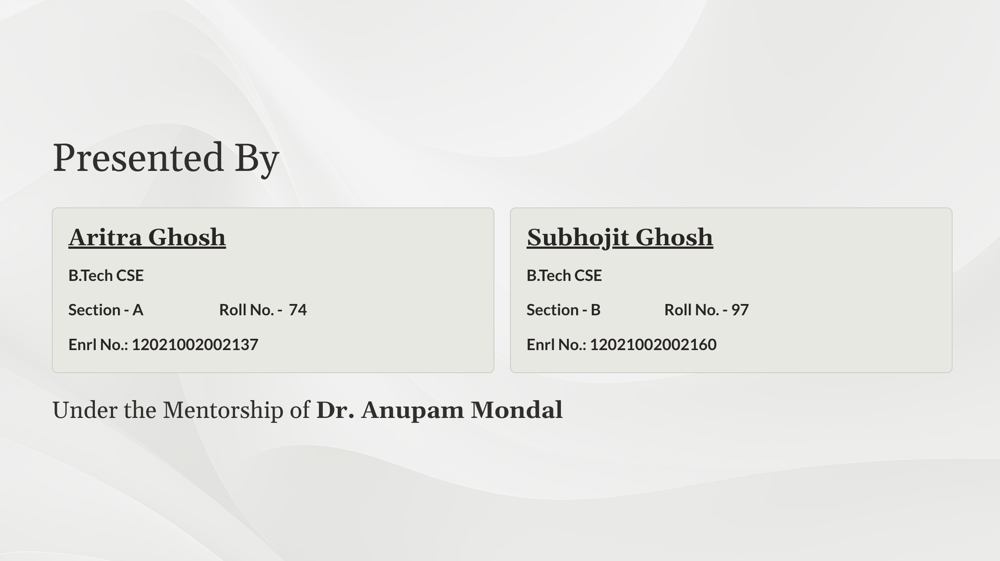 Presented By
Aritra Ghosh
B.Tech CSE
Section - A Roll No. - 74
Enrl No.: 12021002002137
Subhojit Ghosh
B.Tech CSE
Section - B Roll No. - 97
Enrl No.: 12021002002160
Under the Mentorship of Dr. Anupam Mondal